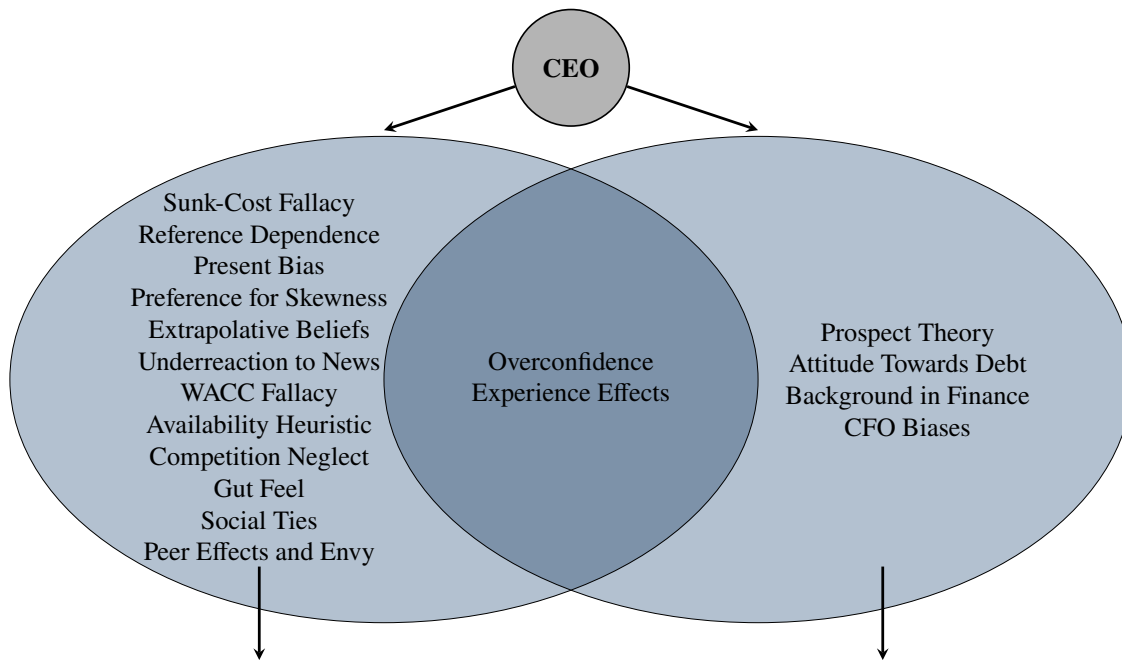 CEO
Sunk-Cost Fallacy
Reference Dependence
Present Bias
Preference for Skewness
Extrapolative Beliefs
Underreaction to News
WACC Fallacy
Availability Heuristic
Competition Neglect
Gut Feel
Social Ties
Peer Effects and Envy
Overconfidence
Experience Effects
Prospect Theory
Attitude Towards Debt
Background in Finance
CFO Biases